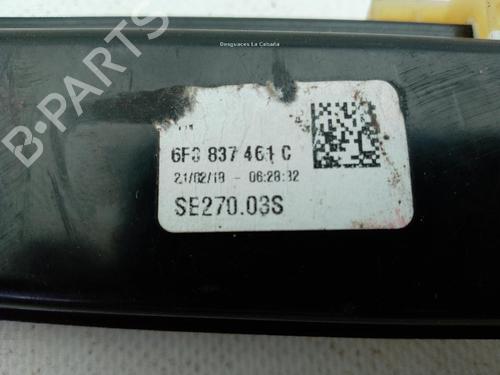 Desguaces La Cabaña
B-PARTS
6F0 837 461 C
21/02/18 - 06:28:32
SE270.03S